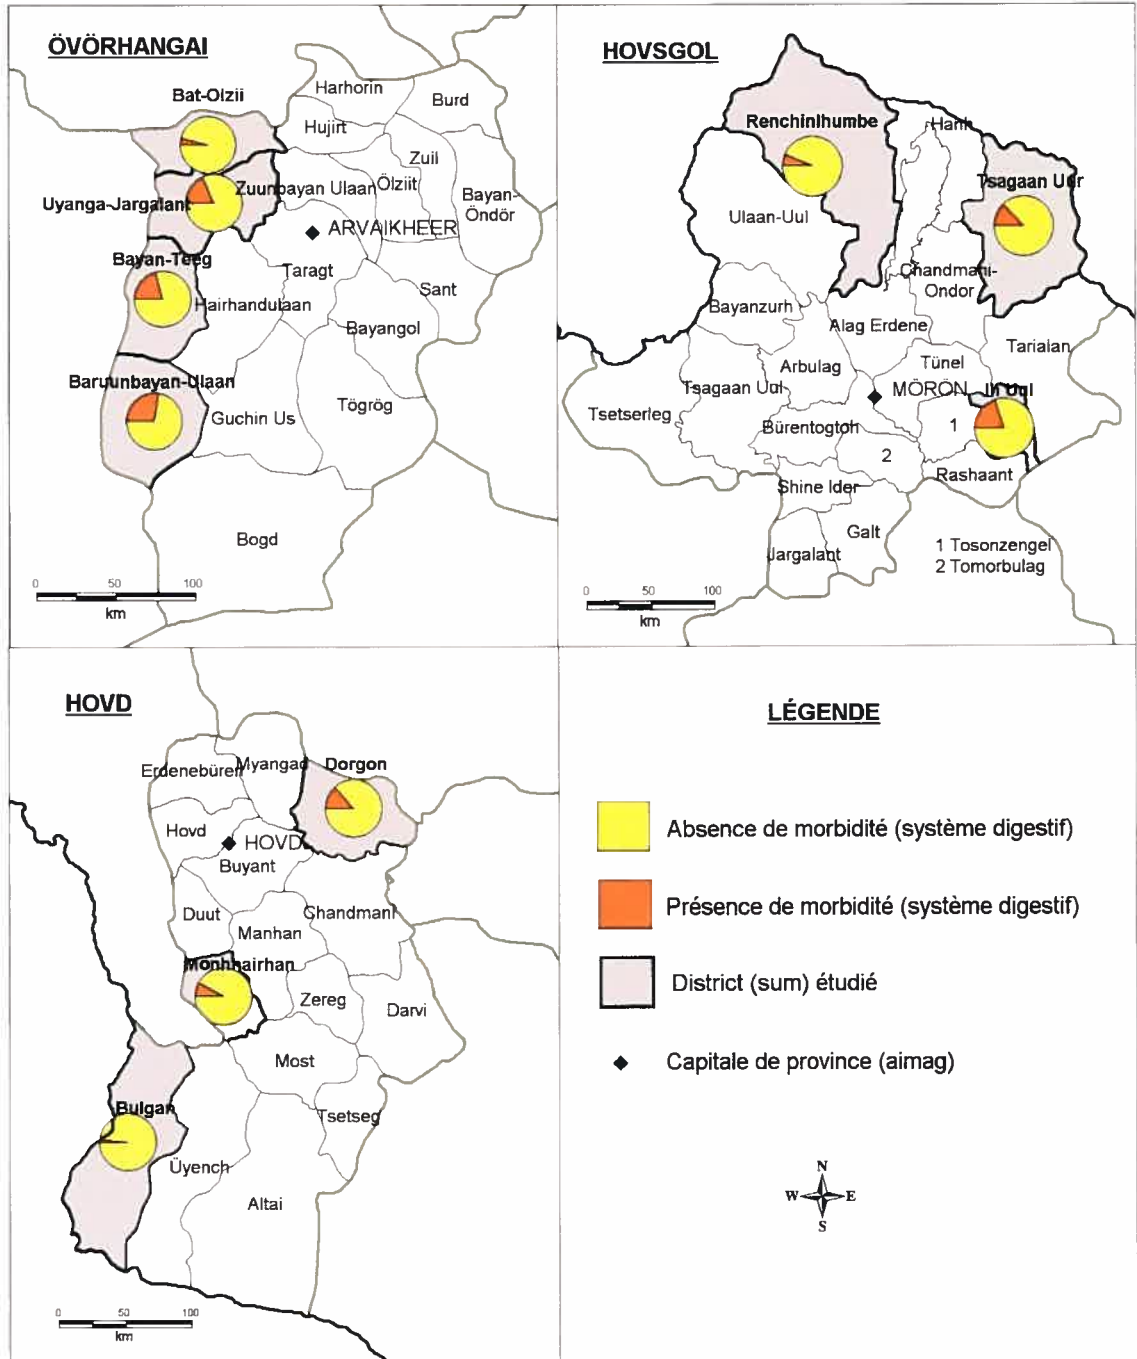 ÖVÖRHANGAI
Bat-Olzii
Harhorin
Burd
Hujirt
Zuil
Zuunbayan Ulaan
Ölziit
Uyanga-Jargalant
Bayan-
Öndör
ARVAIKHEER
Bayan-Teeg
Taragt
Sant
Hairhandulaan
Bayangol
Baruunbayan-Ulaan
Guchin Us
Tögrög
Bogd
0 50 100
km
HOVSGOL
Renchinlhumbe
Hanh
Tsagaan Uur
Ulaan-Uul
Chandmani-
Ondor
Bayanzurh
Alag Erdene
Tarialan
Arbulag
Tünel
Tsagaan Uul
MÖRÖN
Ih Uul
Tsetserleg
Bürentogtoh
1
2
Rashaant
Shine Ider
Galt
Jargalant
1 Tosonzengel
2 Tomorbulag
0 50 100
km
HOVD
Erdenebüren
Myangad
Dorgon
Hovd
HOVD
Buyant
Duut
Chandmanl
Manhan
Monhhairhan
Zereg
Darvi
Most
Bulgan
Tsetseg
Üyench
Altai
0 50 100
km
LÉGENDE
Absence de morbidité (système digestif)
Présence de morbidité (système digestif)
District (sum) étudié
Capitale de province (aimag)
N
W E
S